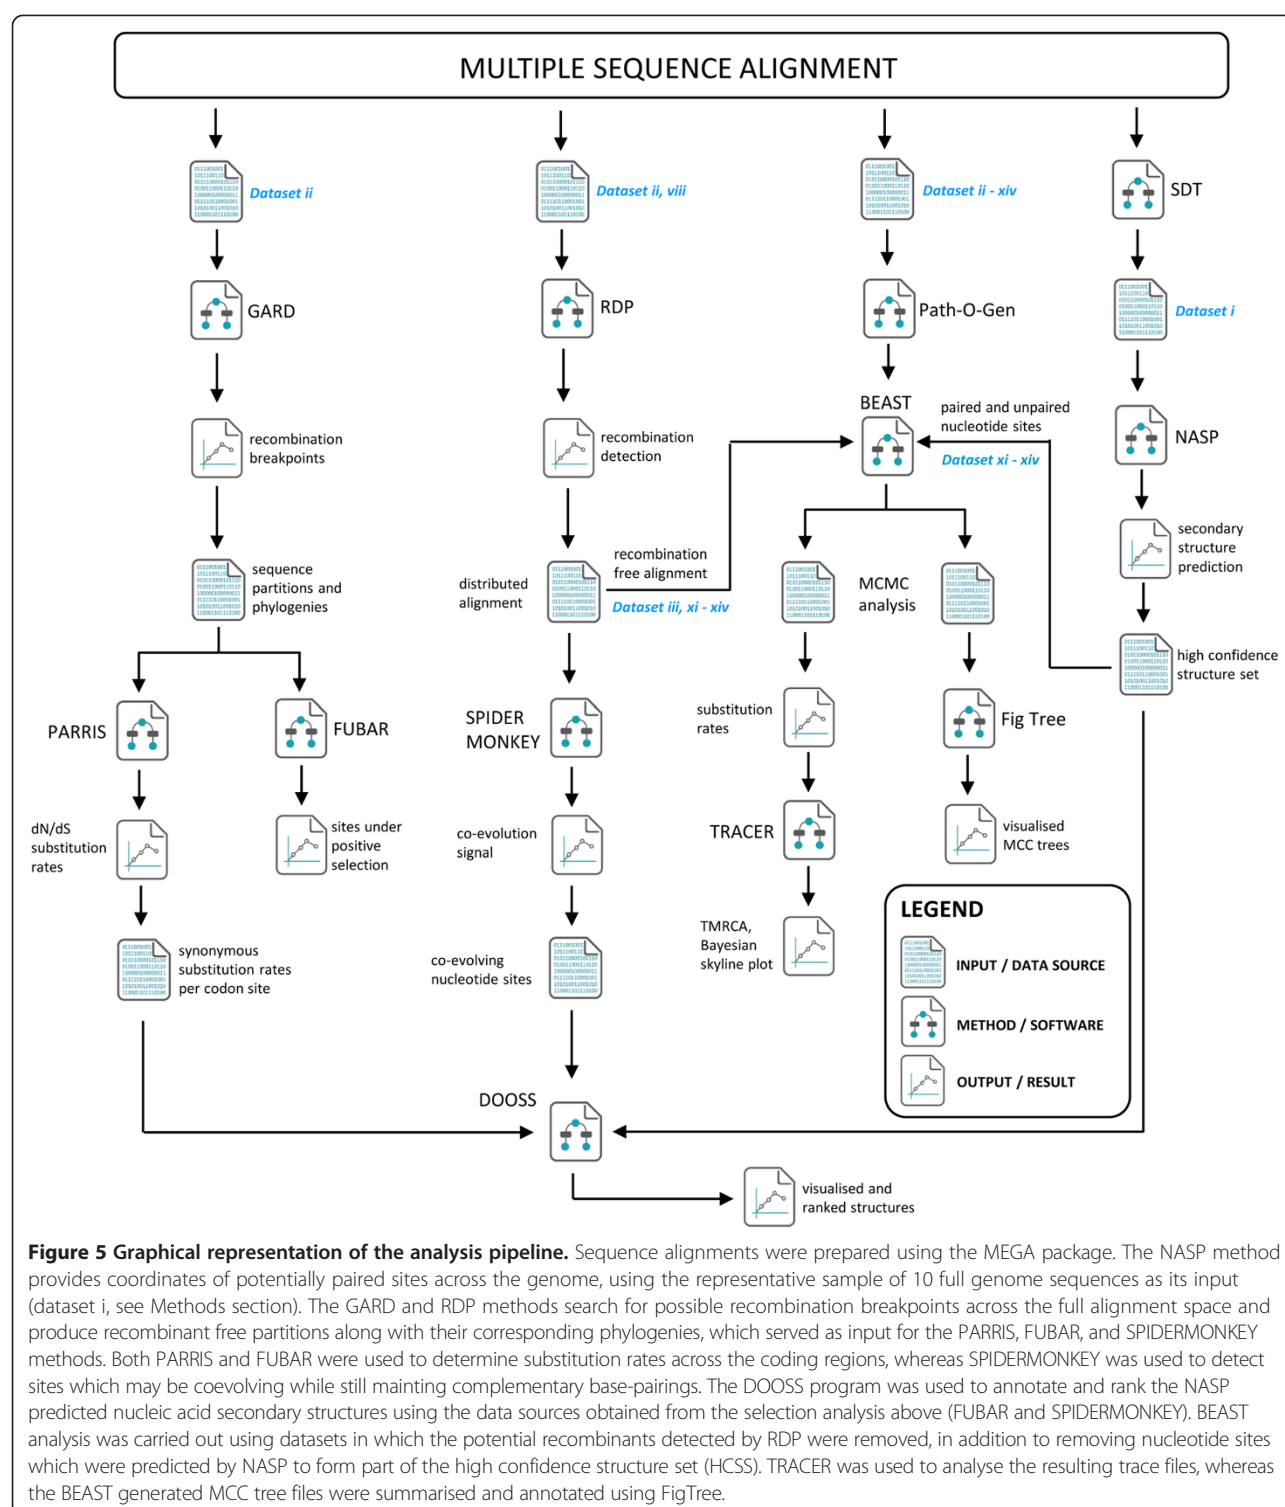 MULTIPLE SEQUENCE ALIGNMENT
Dataset ii
Dataset ii, viii
Dataset ii - xiv
SDT
GARD
RDP
Path-O-Gen
Dataset i
recombination
breakpoints
recombination
detection
BEAST
paired and unpaired
nucleotide sites
Dataset xi - xiv
NASP
secondary
structure
prediction
sequence
partitions and
phylogenies
distributed
alignment
recombination
free alignment
Dataset iii, xi - xiv
MCMC
analysis
high confidence
structure set
PARRIS
FUBAR
SPIDER
MONKEY
substitution
rates
Fig Tree
dN/dS
substitution
rates
sites under
positive
selection
co-evolution
signal
TRACER
visualised
MCC trees
synonymous
substitution rates
per codon site
co-evolving
nucleotide sites
TMRCA,
Bayesian
skyline plot
LEGEND
INPUT / DATA SOURCE
METHOD / SOFTWARE
OUTPUT / RESULT
DOOSS
visualised and
ranked structures
Figure 5 Graphical representation of the analysis pipeline. Sequence alignments were prepared using the MEGA package. The NASP method
provides coordinates of potentially paired sites across the genome, using the representative sample of 10 full genome sequences as its input
(dataset i, see Methods section). The GARD and RDP methods search for possible recombination breakpoints across the full alignment space and
produce recombinant free partitions along with their corresponding phylogenies, which served as input for the PARRIS, FUBAR, and SPIDERMONKEY
methods. Both PARRIS and FUBAR were used to determine substitution rates across the coding regions, whereas SPIDERMONKEY was used to detect
sites which may be coevolving while still mainting complementary base-pairings. The DOOSS program was used to annotate and rank the NASP
predicted nucleic acid secondary structures using the data sources obtained from the selection analysis above (FUBAR and SPIDERMONKEY). BEAST
analysis was carried out using datasets in which the potential recombinants detected by RDP were removed, in addition to removing nucleotide sites
which were predicted by NASP to form part of the high confidence structure set (HCSS). TRACER was used to analyse the resulting trace files, whereas
the BEAST generated MCC tree files were summarised and annotated using FigTree.